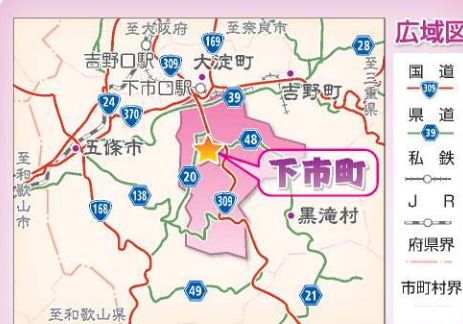 至大阪府
至奈良市
広域図
169
28
吉野口駅
309
大淀町
至三重県
下市口駅
39
吉野町
24
370
五條市
48
至和歌山市
20
下市町
138
168
309
黒滝村
49
21
至和歌山県
国 道
309
県 道
39
私 鉄
J R
府県界
市町村界